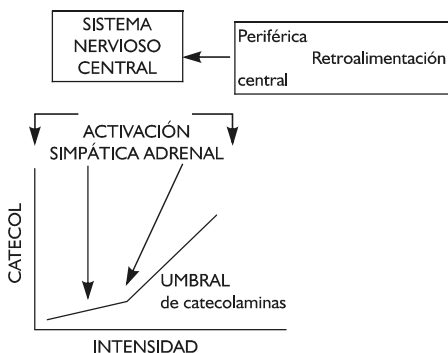 SISTEMA
NERVIOSO
CENTRAL
Periférica
Retroalimentación
central
ACTIVACIÓN
SIMPÁTICA ADRENAL
CATECOL
UMBRAL
de catecolaminas
INTENSIDAD